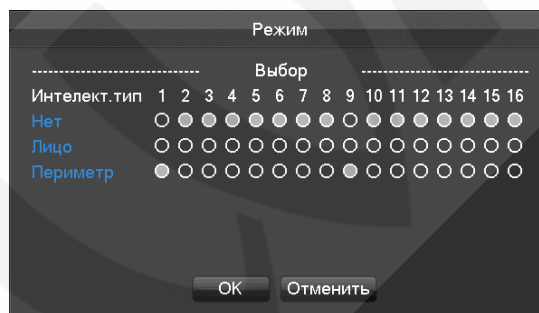 Режим
Выбор
Интелект.тип 1 2 3 4 5 6 7 8 9 10 11 12 13 14 15 16
Нет
Лицо
Периметр
OK Отменить